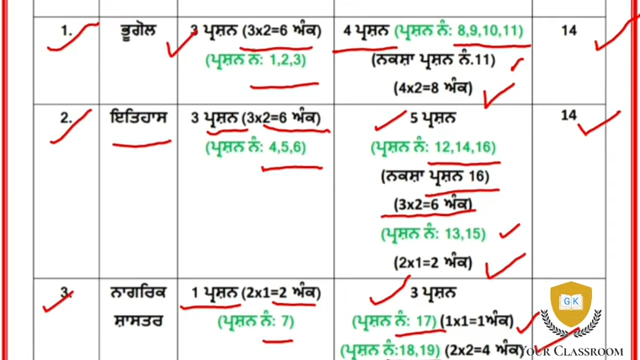 1. ਭੂਗੋਲ 3 ਪ੍ਰਸ਼ਨ (3x2=6 ਅੰਕ) 4 ਪ੍ਰਸ਼ਨ (ਪ੍ਰਸ਼ਨ ਨੰ: 8,9,10,11) 14
(ਪ੍ਰਸ਼ਨ ਨੰ: 1,2,3) (ਨਕਸ਼ਾ ਪ੍ਰਸ਼ਨ ਨੰ.11)
(4x2=8 ਅੰਕ)
2. ਇਤਿਹਾਸ 3 ਪ੍ਰਸ਼ਨ (3x2=6 ਅੰਕ) 5 ਪ੍ਰਸ਼ਨ 14
(ਪ੍ਰਸ਼ਨ ਨੰ: 4,5,6) (ਪ੍ਰਸ਼ਨ ਨੰ: 12,14,16)
(ਨਕਸ਼ਾ ਪ੍ਰਸ਼ਨ 16)
(3x2=6 ਅੰਕ)
(ਪ੍ਰਸ਼ਨ ਨੰ: 13,15)
(2x1=2 ਅੰਕ)
3. ਨਾਗਰਿਕ 1 ਪ੍ਰਸ਼ਨ (2x1=2 ਅੰਕ) 3 ਪ੍ਰਸ਼ਨ
ਸ਼ਾਸਤਰ (ਪ੍ਰਸ਼ਨ ਨੰ: 7) (ਪ੍ਰਸ਼ਨ ਨੰ: 17) (1x1=1ਅੰਕ)
(ਪ੍ਰਸ਼ਨ ਨੰ:18,19) (2x2=4 ਅੰਕ)
GK
YOUR CLASSROOM